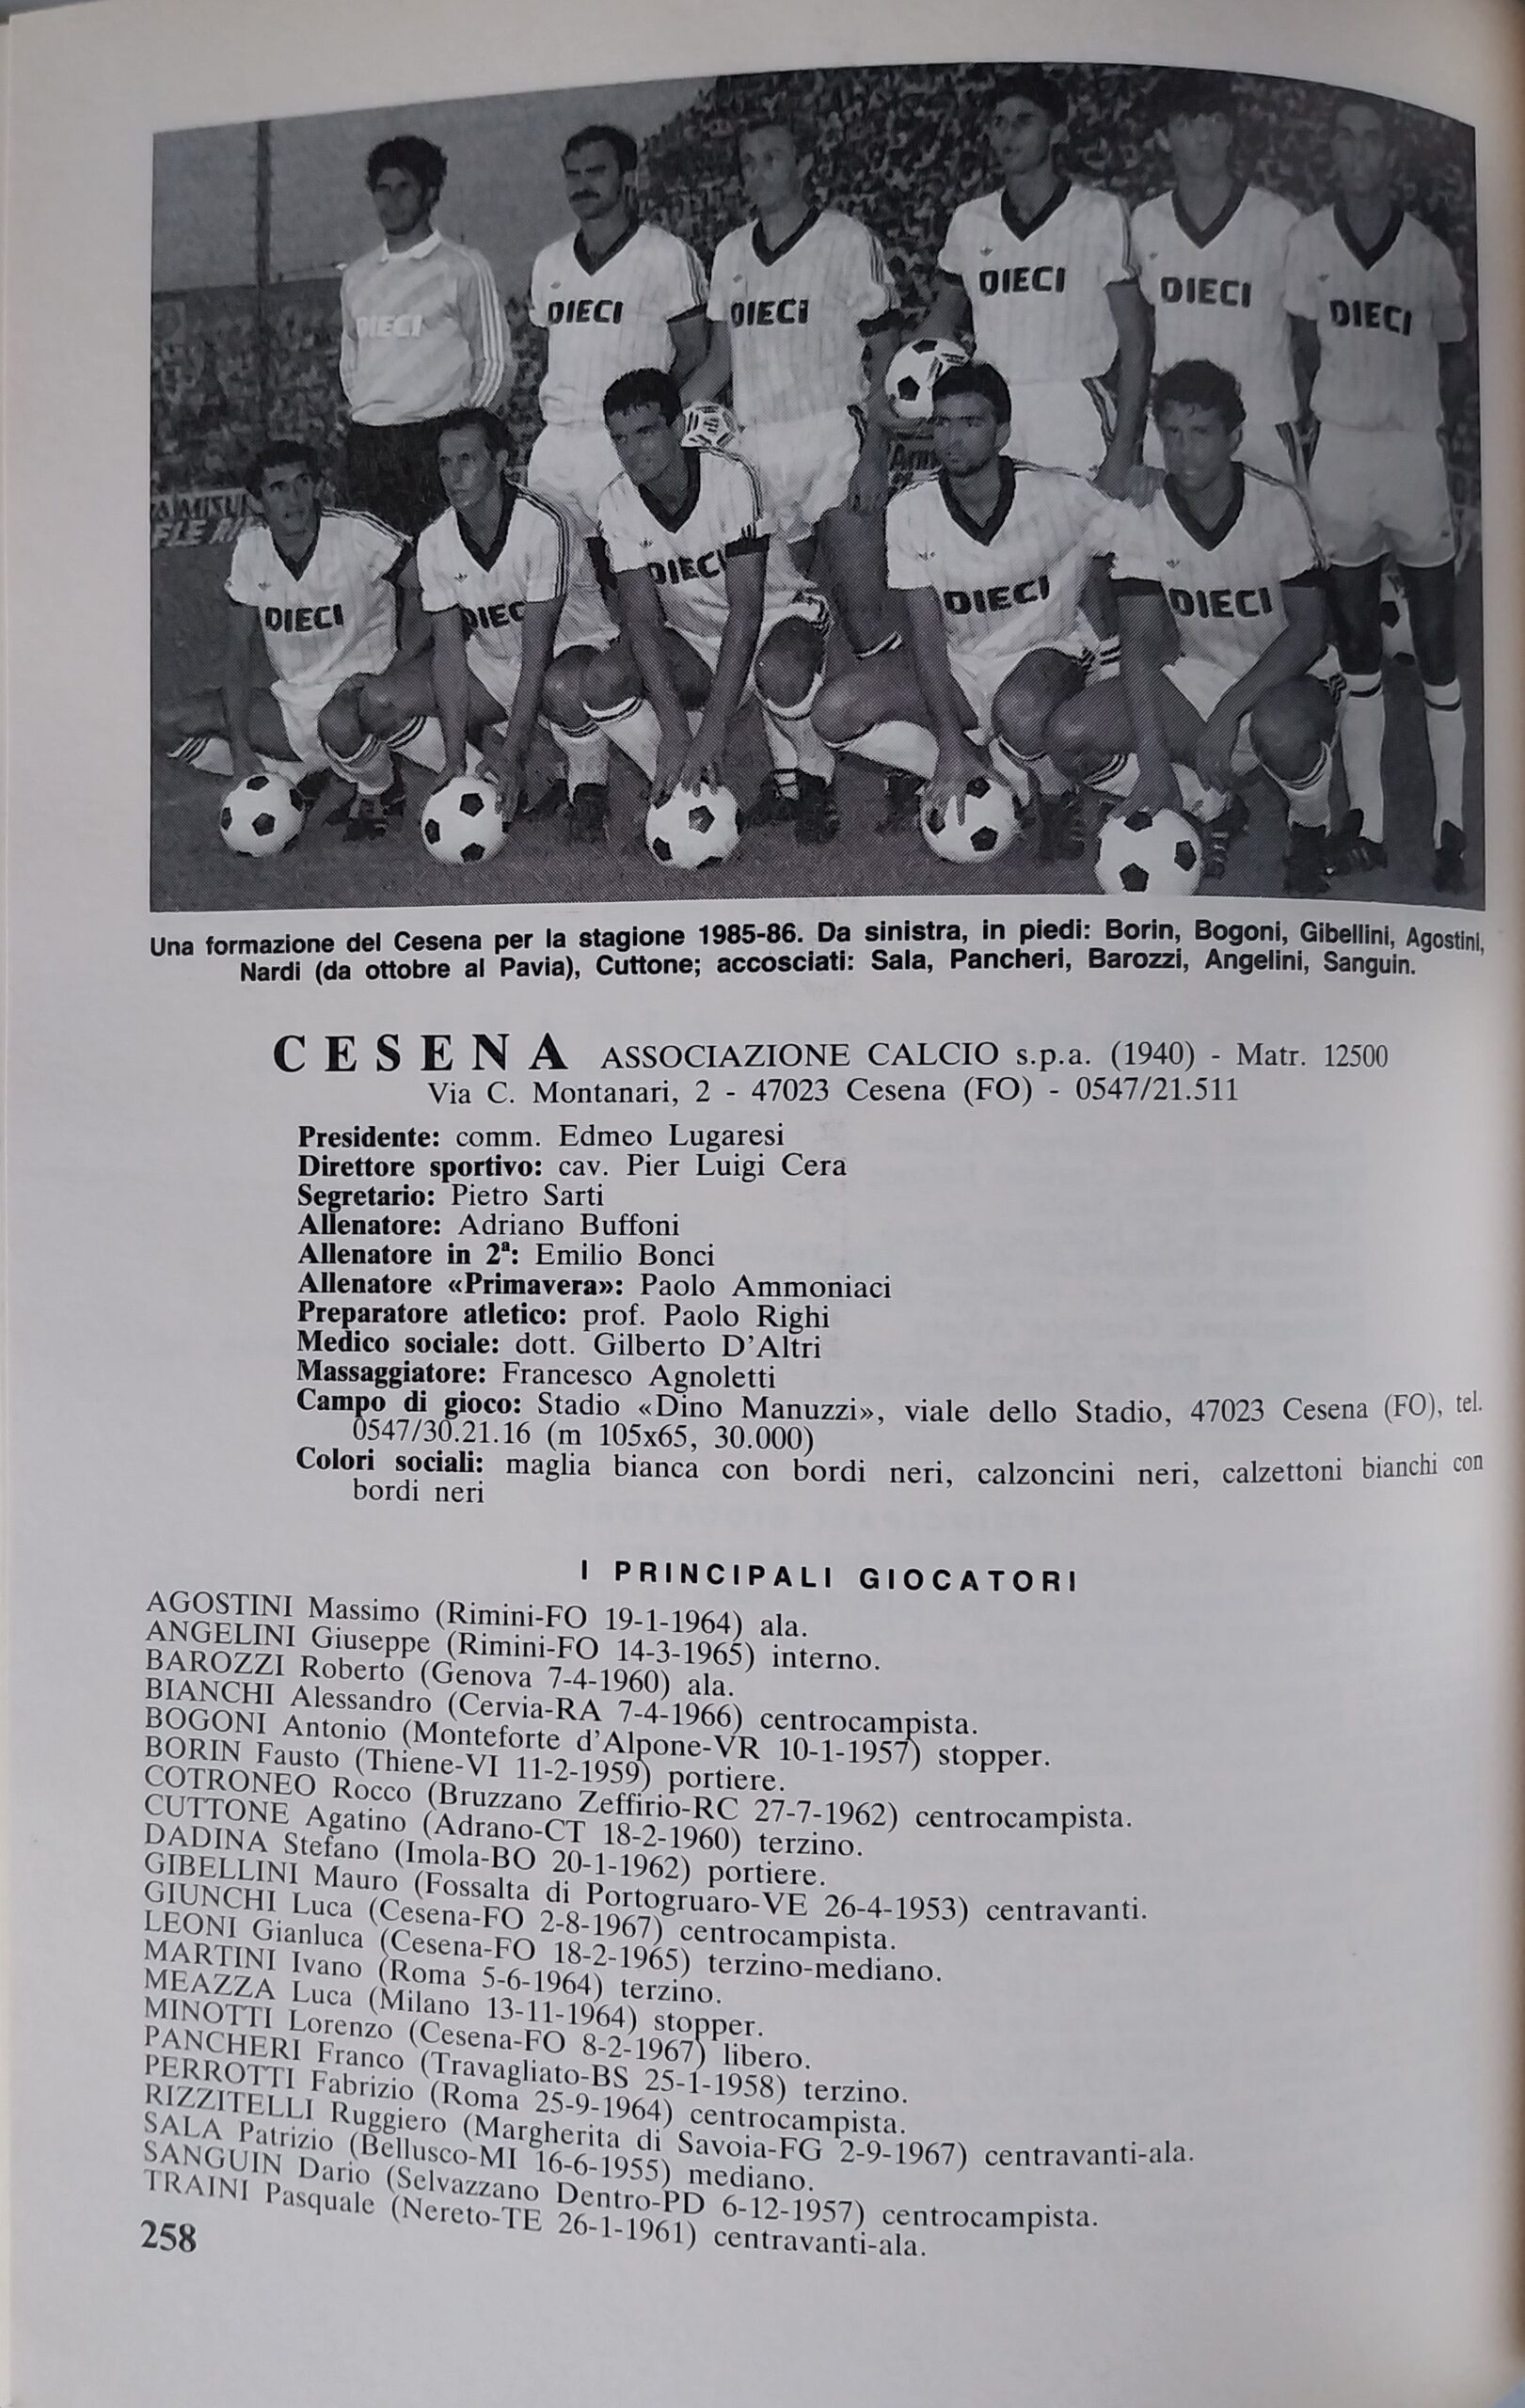 DIECI
DIECI
DIECI
DIECI
DIECI
DIECI
DIECI
DIEC
DIECI
DIECI
DIECI
Una formazione del Cesena per la stagione 1985-86. Da sinistra, in piedi: Borin, Bogoni, Gibellini, Agostini,
Nardi (da ottobre al Pavia), Cuttone; accosciati: Sala, Pancheri, Barozzi, Angelini, Sanguin.
CESENA ASSOCIAZIONE CALCIO s.p.a. (1940) - Matr. 12500
Via C. Montanari, 2 - 47023 Cesena (FO) - 0547/21.511
Presidente: comm. Edmeo Lugaresi
Direttore sportivo: cav. Pier Luigi Cera
Segretario: Pietro Sarti
Allenatore: Adriano Buffoni
Allenatore in 2ª: Emilio Bonci
Allenatore «Primavera»: Paolo Ammoniaci
Preparatore atletico: prof. Paolo Righi
Medico sociale: dott. Gilberto D'Altri
Massaggiatore: Francesco Agnoletti
Campo di gioco: Stadio «Dino Manuzzi», viale dello Stadio, 47023 Cesena (FO), tel.
0547/30.21.16 (m 105x65, 30.000)
Colori sociali: maglia bianca con bordi neri, calzoncini neri, calzettoni bianchi con
bordi neri
I PRINCIPALI GIOCATORI
AGOSTINI Massimo (Rimini-FO 19-1-1964) ala.
ANGELINI Giuseppe (Rimini-FO 14-3-1965) interno.
BAROZZI Roberto (Genova 7-4-1960) ala.
BIANCHI Alessandro (Cervia-RA 7-4-1966) centrocampista.
BOGONI Antonio (Monteforte d'Alpone-VR 10-1-1957) stopper.
BORIN Fausto (Thiene-VI 11-2-1959) portiere.
COTRONEO Rocco (Bruzzano Zeffirio-RC 27-7-1962) centrocampista.
CUTTONE Agatino (Adrano-CT 18-2-1960) terzino.
DADINA Stefano (Imola-BO 20-1-1962) portiere.
GIBELLINI Mauro (Fossalta di Portogruaro-VE 26-4-1953) centravanti.
GIUNCHI Luca (Cesena-FO 2-8-1967) centrocampista.
LEONI Gianluca (Cesena-FO 18-2-1965) terzino-mediano.
MARTINI Ivano (Roma 5-6-1964) terzino.
MEAZZA Luca (Milano 13-11-1964) stopper.
MINOTTI Lorenzo (Cesena-FO 8-2-1967) libero.
PANCHERI Franco (Travagliato-BS 25-1-1958) terzino.
PERROTTI Fabrizio (Roma 25-9-1964) centrocampista.
RIZZITELLI Ruggiero (Margherita di Savoia-FG 2-9-1967) centravanti-ala.
SALA Patrizio (Bellusco-MI 16-6-1955) mediano.
SANGUIN Dario (Selvazzano Dentro-PD 6-12-1957) centrocampista.
TRAINI Pasquale (Nereto-TE 26-1-1961) centravanti-ala.
258